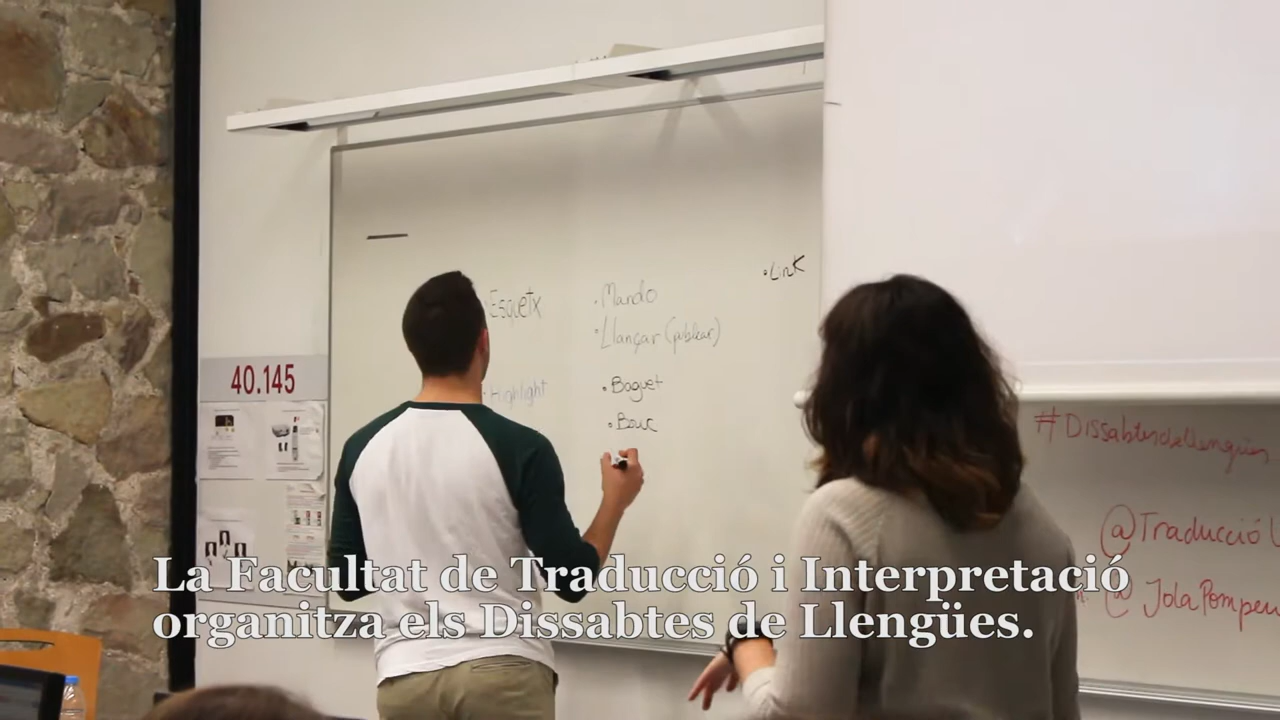 40.145
Esquetx
Highlight
• Mando
• Llançar (publicar)
• Boguet
• Bouc
• Link
#Dissabtesdellengües
@Traducció
@JolaPompeu
La Facultat de Traducció i Interpretació
organitza els Dissabtes de Llengües.